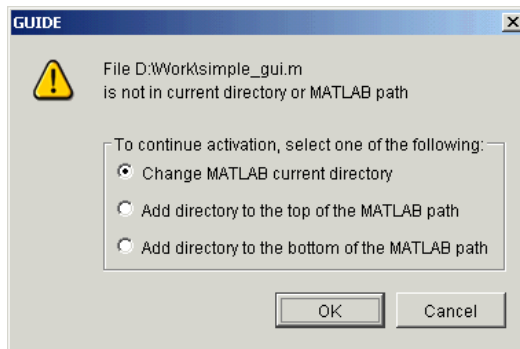 GUIDE
File D:\Work\simple_gui.m
is not in current directory or MATLAB path
To continue activation, select one of the following:
Change MATLAB current directory
Add directory to the top of the MATLAB path
Add directory to the bottom of the MATLAB path
OK
Cancel